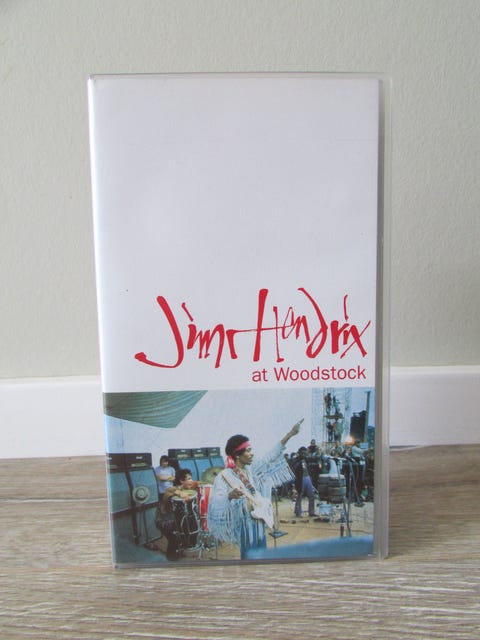 Jimi Hendrix
at Woodstock